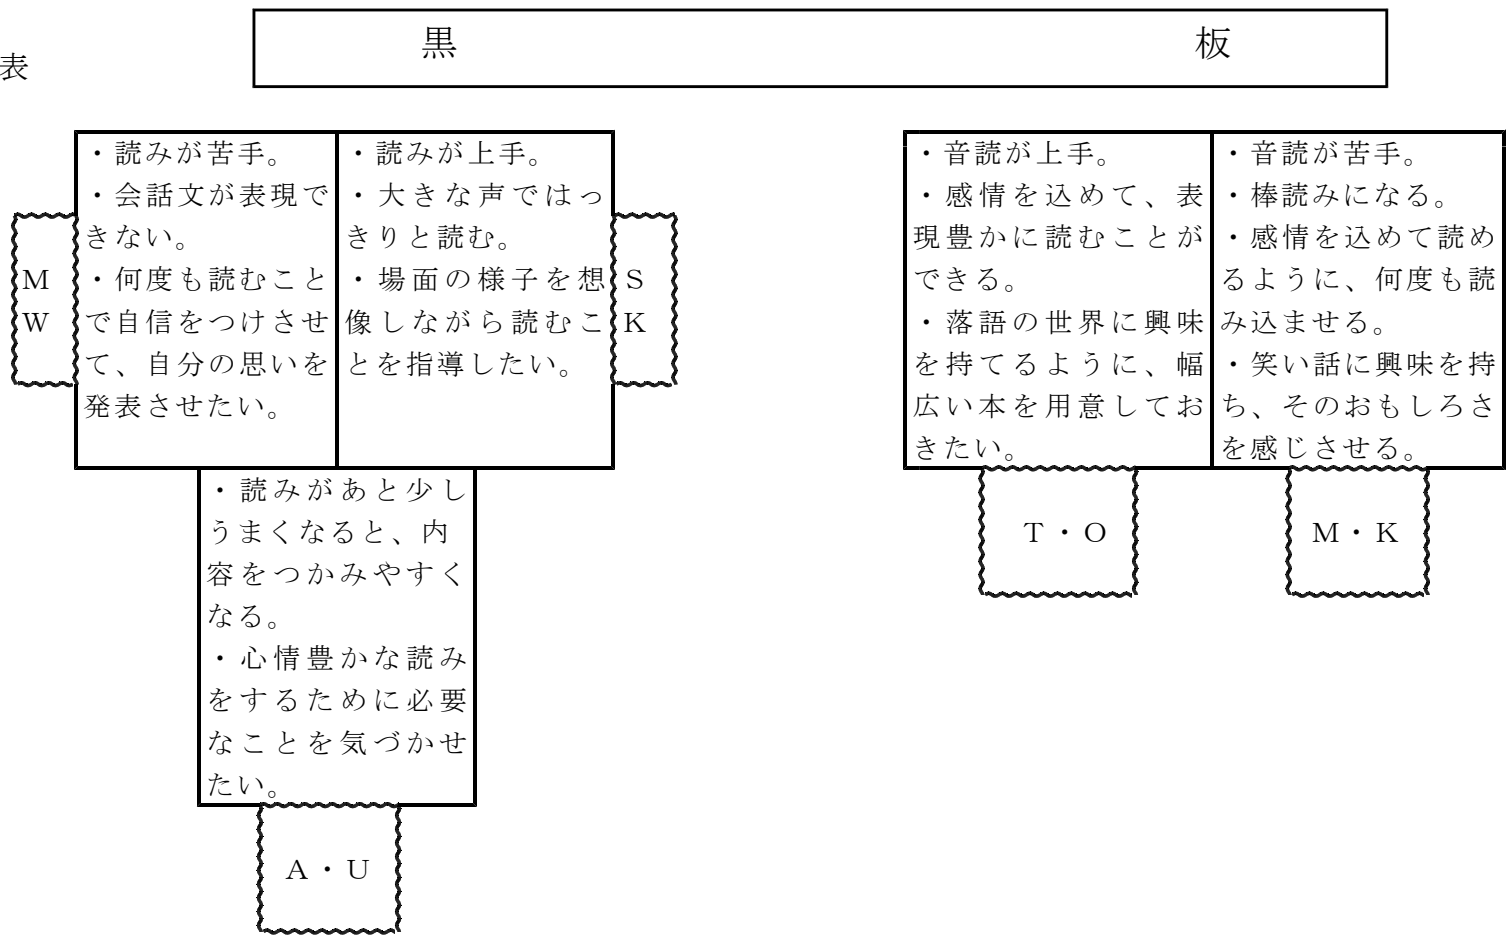 黒 板
表
・読みが苦手。
・会話文が表現で
きない。
・何度も読むこと
で自信をつけさせ
て、自分の思いを
発表させたい。
M
W
・読みが上手。
・大きな声ではっ
きりと読む。
・場面の様子を想
像しながら読むこ
とを指導したい。
S
K
・読みがあと少し
うまくなると、内
容をつかみやすく
なる。
・心情豊かな読み
をするために必要
なことを気づかせ
たい。
A・U
・音読が上手。
・感情を込めて、表
現豊かに読むことが
できる。
・落語の世界に興味
を持てるように、幅
広い本を用意してお
きたい。
T・O
・音読が苦手。
・棒読みになる。
・感情を込めて読め
るように、何度も読
み込ませる。
・笑い話に興味を持
ち、そのおもしろさ
を感じさせる。
M・K